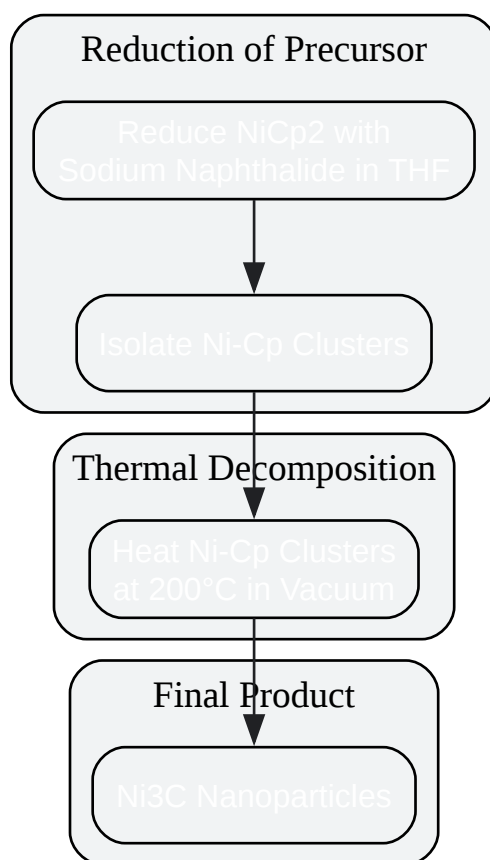 Reduction of Precursor
Reduce NiCp2 with
Sodium Naphthalide in THF
Isolate Ni-Cp Clusters
Thermal Decomposition
Heat Ni-Cp Clusters
at 200°C in Vacuum
Final Product
Ni3C Nanoparticles